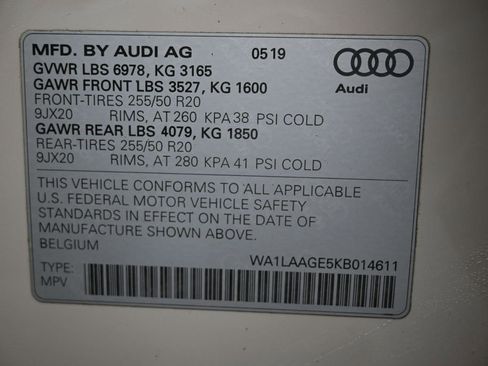 MFD. BY AUDI AG 0519
GVWR LBS 6978, KG 3165
GAWR FRONT LBS 3527, KG 1600
FRONT-TIRES 255/50 R20
9JX20 RIMS, AT 260 KPA 38 PSI COLD
GAWR REAR LBS 4079, KG 1850
REAR-TIRES 255/50 R20
9JX20 RIMS, AT 280 KPA 41 PSI COLD
Audi
THIS VEHICLE CONFORMS TO ALL APPLICABLE
U.S. FEDERAL MOTOR VEHICLE SAFETY
STANDARDS IN EFFECT ON THE DATE OF
MANUFACTURE SHOWN ABOVE.
BELGIUM
WA1LAAGE5KB014611
TYPE:
MPV